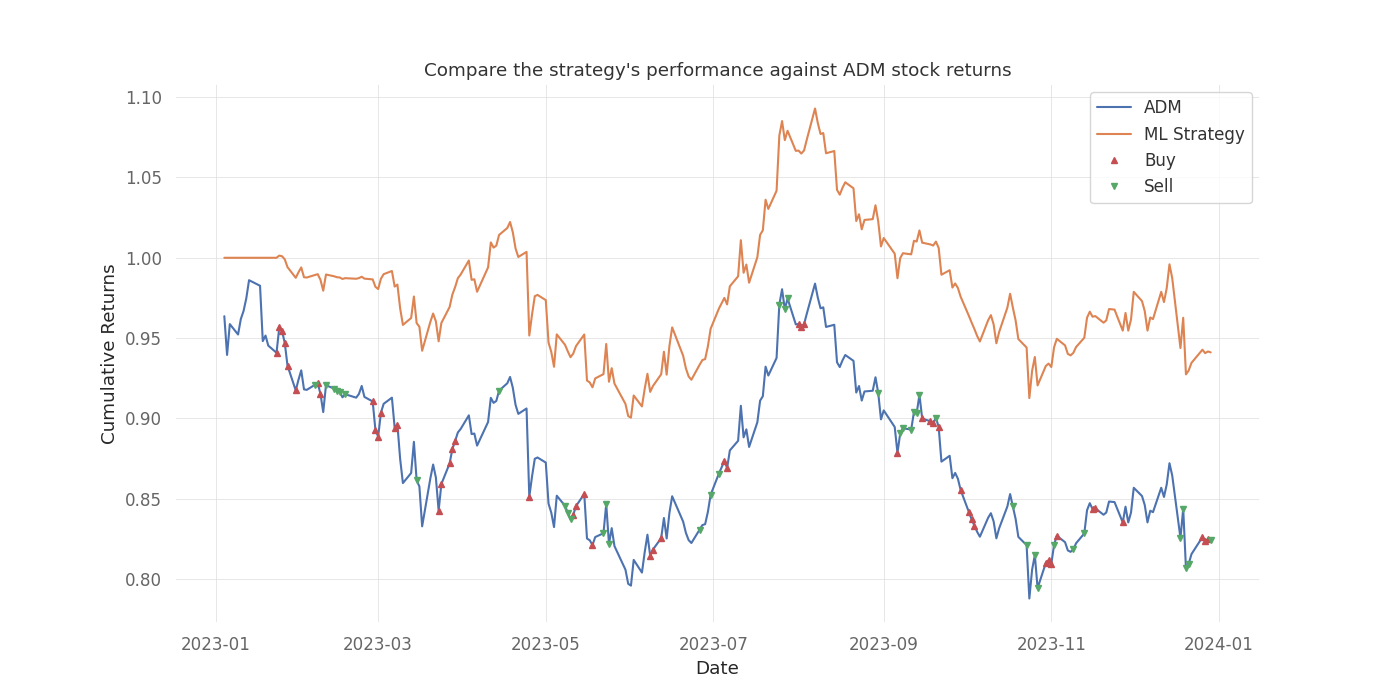 Compare the strategy's performance against ADM stock returns
ADM
ML Strategy
Buy
Sell
Cumulative Returns
1.10
1.05
1.00
0.95
0.90
0.85
0.80
2023-01
2023-03
2023-05
2023-07
2023-09
2023-11
2024-01
Date